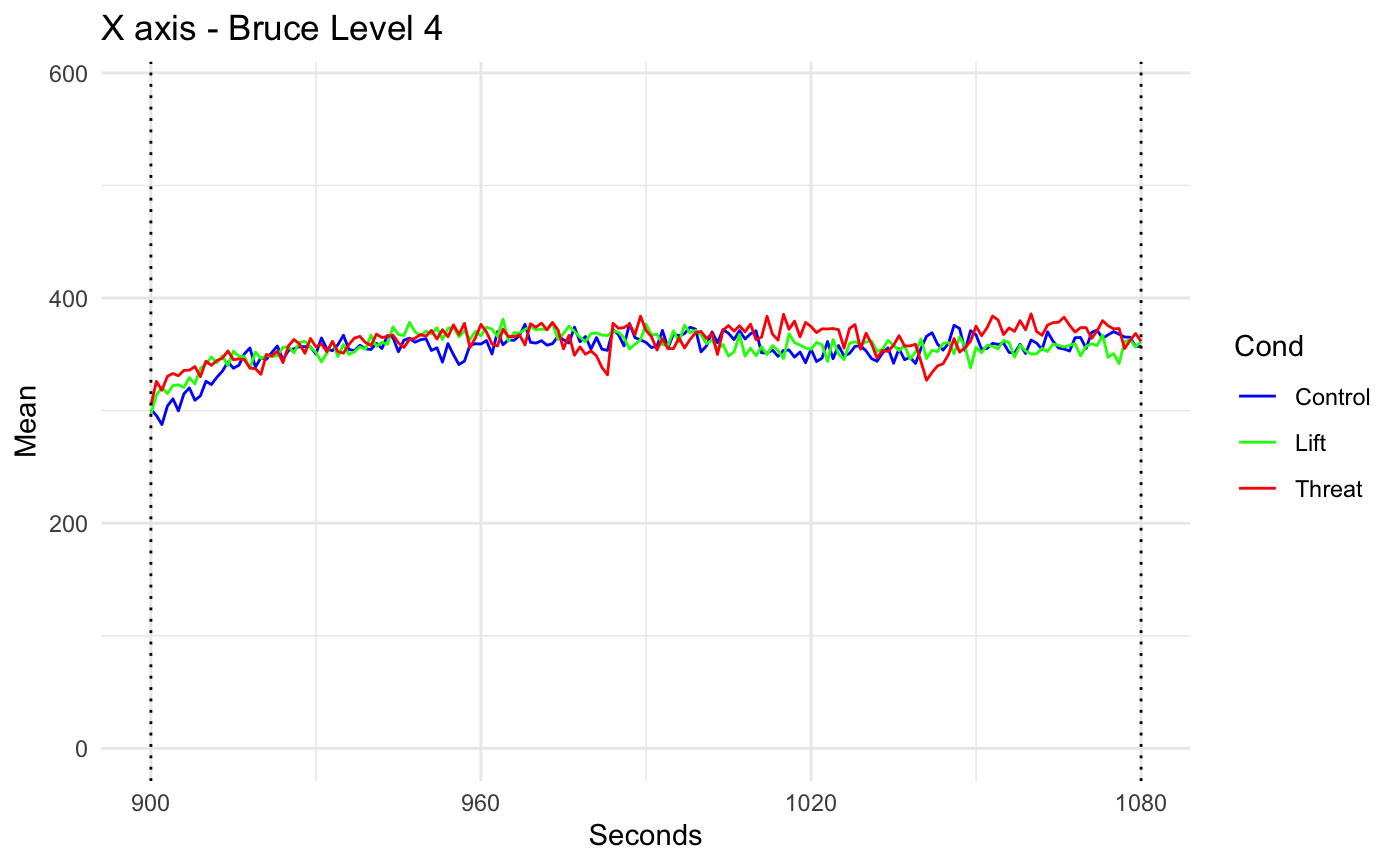 X axis - Bruce Level 4
600
400
200
0
Mean
900
960
1020
1080
Seconds
Cond
Control
Lift
Threat